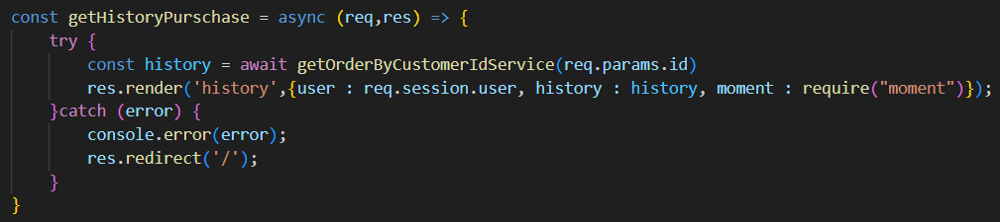 const getHistoryPurschase = async (req,res) => {
try {
const history = await getOrderByCustomerIdService(req.params.id)
res.render('history',{user : req.session.user, history : history, moment : require("moment")});
}catch (error) {
console.error(error);
res.redirect('/');
}
}